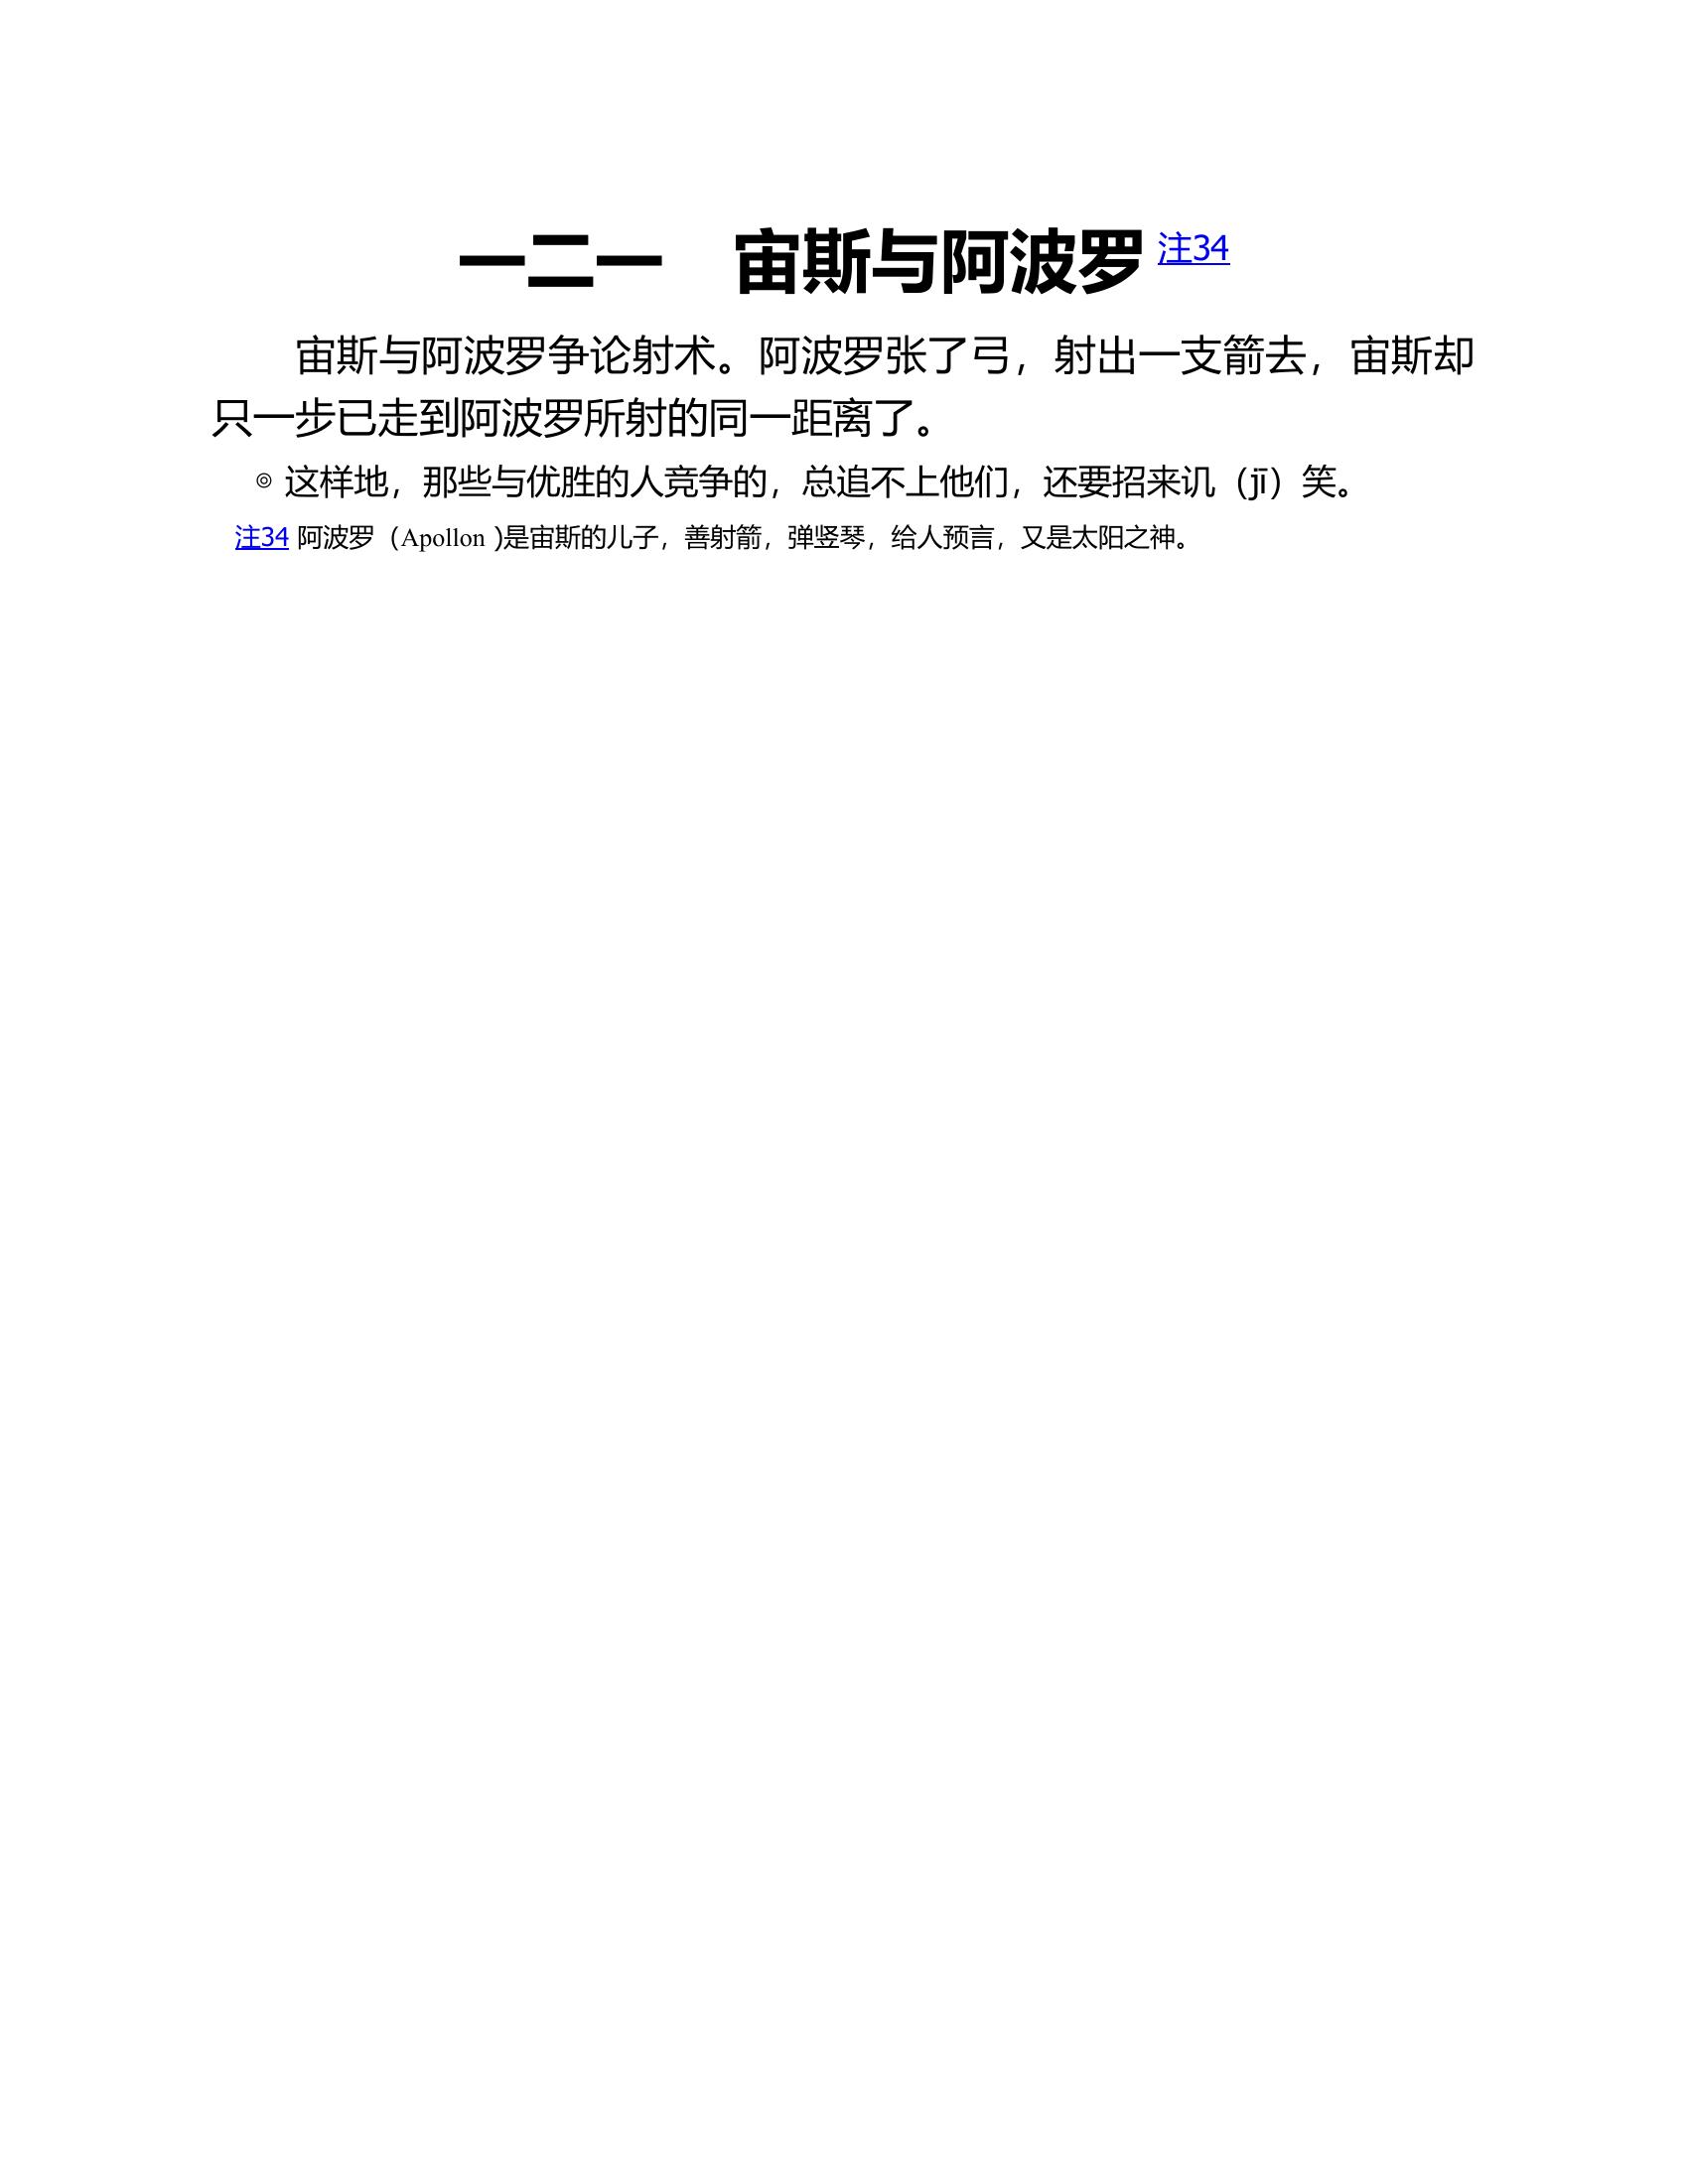 一二一　宙斯与阿波罗 注34
宙斯与阿波罗争论射术。阿波罗张了弓，射出一支箭去，宙斯却
只一步已走到阿波罗所射的同一距离了。
◎ 这样地，那些与优胜的人竞争的，总追不上他们，还要招来讥（jī）笑。
注34 阿波罗（Apollon )是宙斯的儿子，善射箭，弹竖琴，给人预言，又是太阳之神。